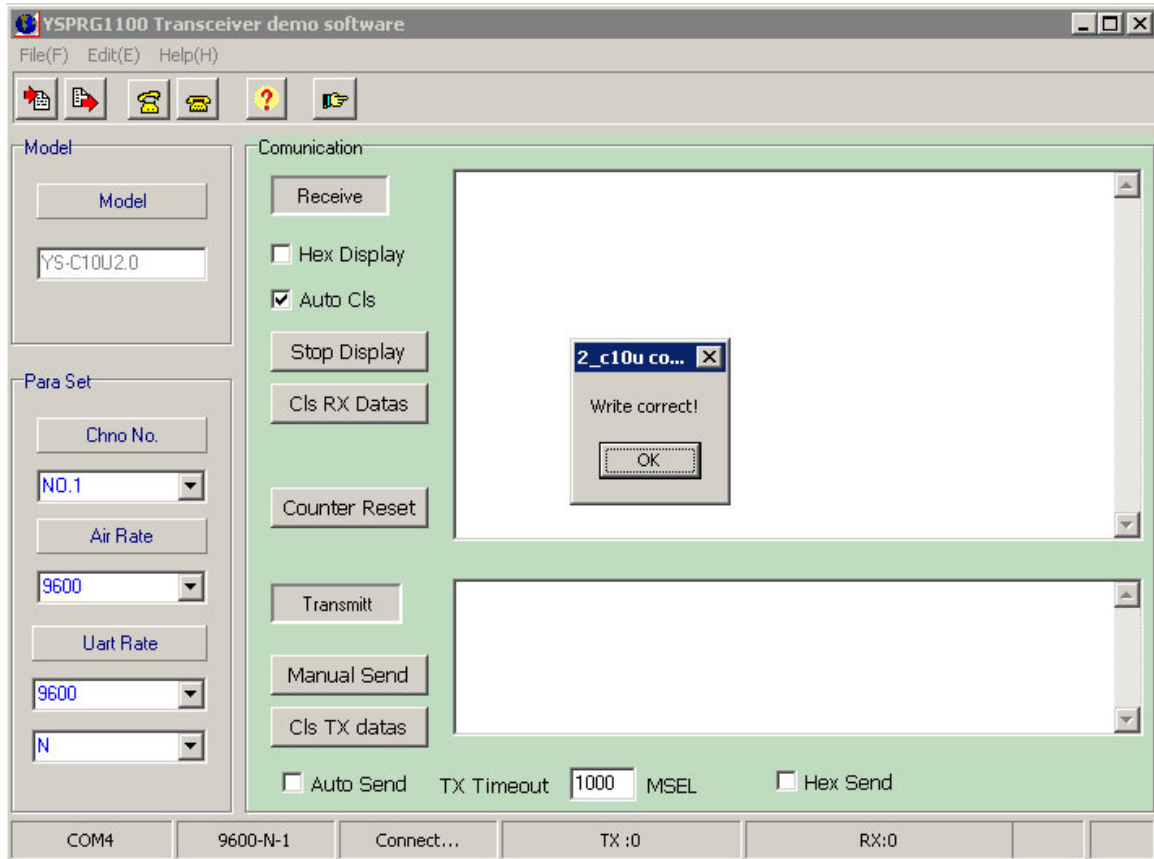 YSPRG1100 Transceiver demo software
File(F) Edit(E) Help(H)
Model
Model
YS-C10U2.0
Para Set
Chno No.
NO.1
Air Rate
9600
Uart Rate
9600
N
Comunication
Receive
Hex Display
Auto Cls
Stop Display
Cls RX Datas
Counter Reset
2_c10u co...
Write correct!
OK
Transmitt
Manual Send
Cls TX datas
Auto Send TX Timeout 1000 MSEL Hex Send
COM4 9600-N-1 Connect... TX :0 RX:0